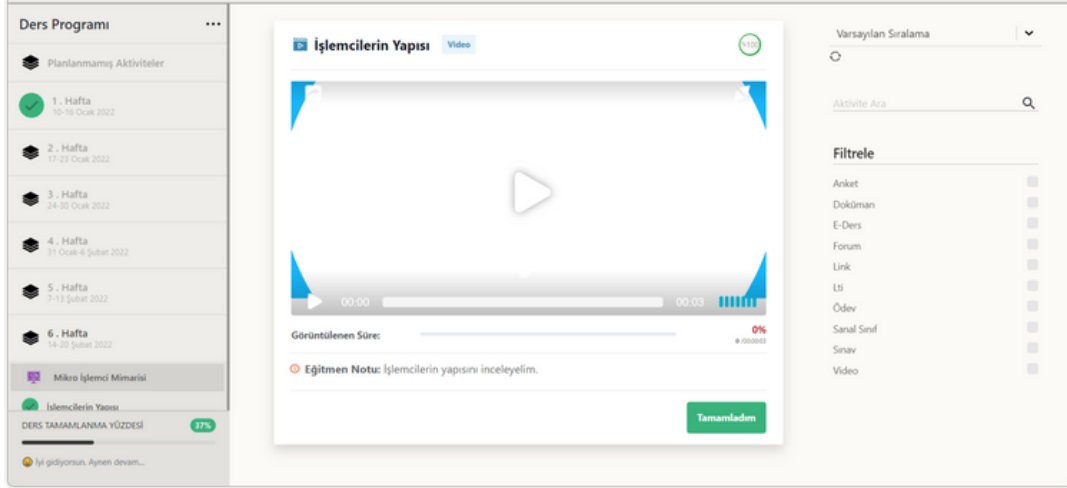 Ders Programı
Planlanmamış Aktiviteler
1 . Hafta
10-16 Ocak 2022
2 . Hafta
17-23 Ocak 2022
3 . Hafta
24-30 Ocak 2022
4 . Hafta
31 Ocak-6 Şubat 2022
5 . Hafta
7-13 Şubat 2022
6 . Hafta
14-20 Şubat 2022
Mikro İşlemci Mimarisi
İşlemcilerin Yapısı
DERS TAMAMLANMA YÜZDESİ 37%
İyi gidiyorsun. Aynen devam...
İşlemcilerin Yapısı Video %100
00:00 00:03
Görüntülenen Süre: 0%
Eğitmen Notu: İşlemcilerin yapısını inceleyelim.
Tamamladım
Varsayılan Sıralama
Aktivite Ara
Filtrele
Anket
Doküman
E-Ders
Forum
Link
Lti
Ödev
Sanal Sınıf
Sınav
Video